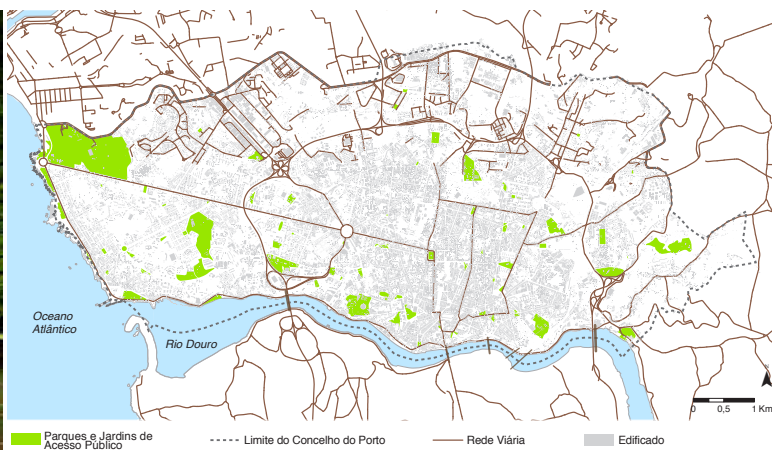 Oceano
Atlântico
Rio Douro
N
0 0,5 1 Km
Parques e Jardins de
Acesso Público
Limite do Concelho do Porto
Rede Viária
Edificado